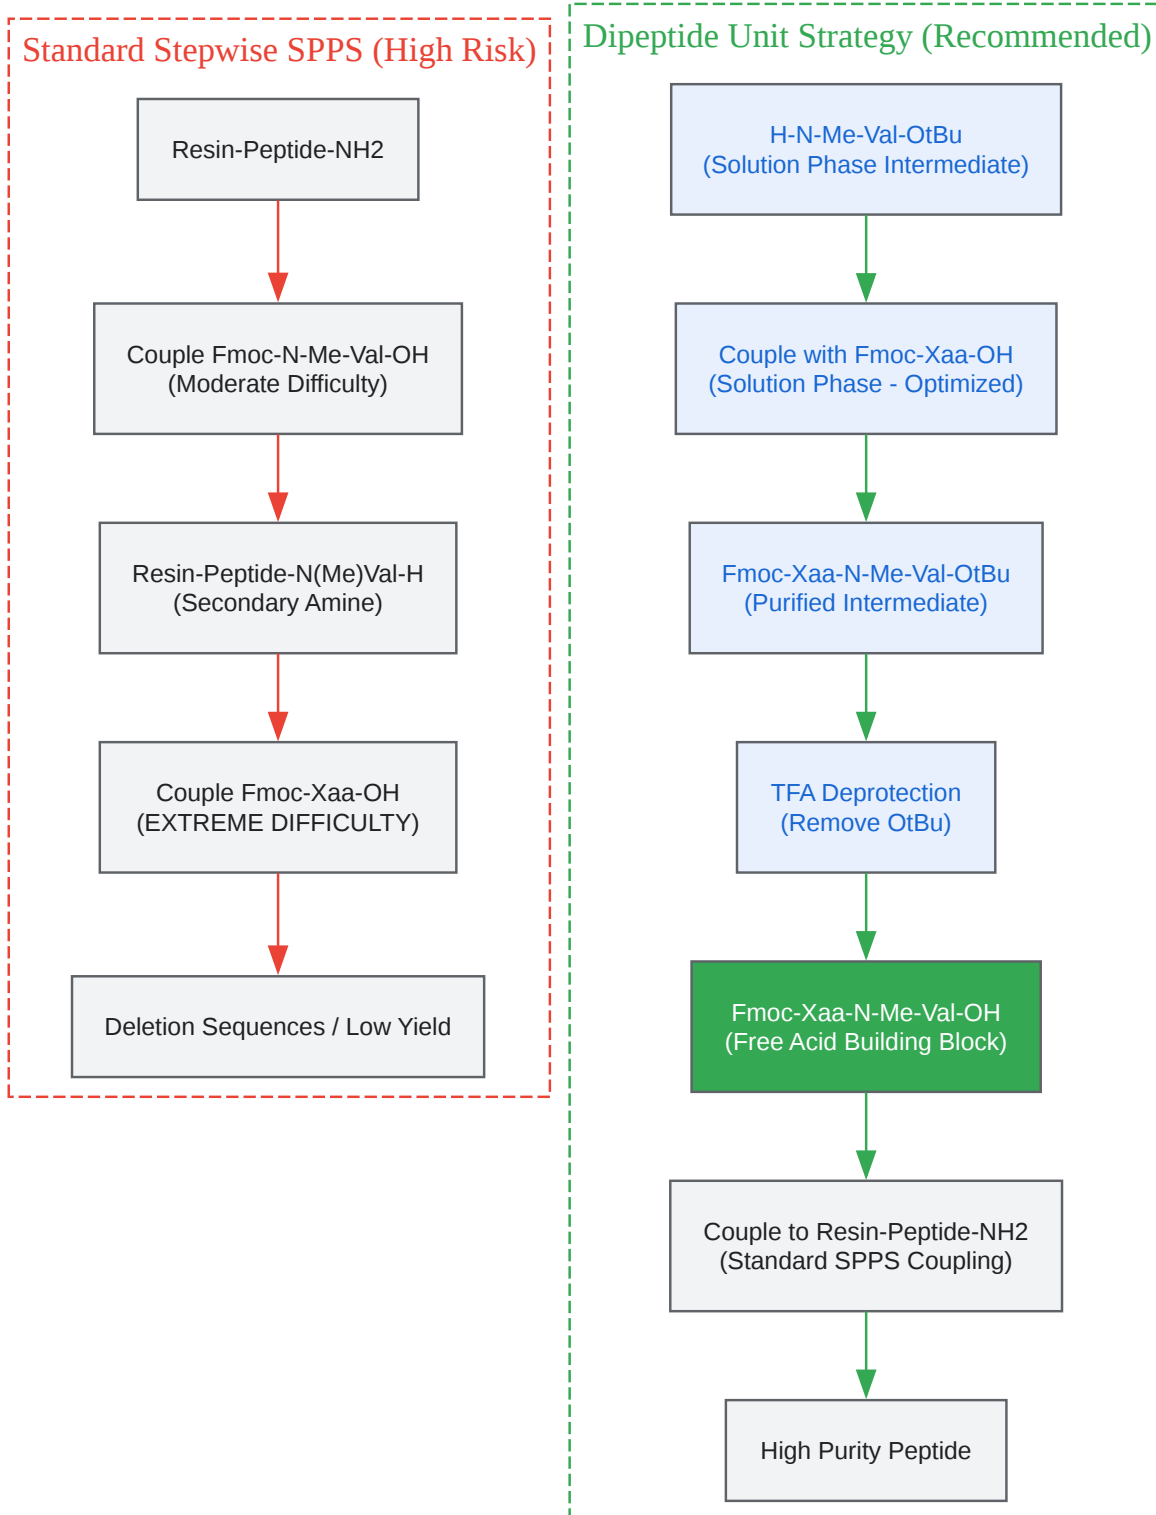 Standard Stepwise SPPS (High Risk)
Resin-Peptide-NH2
Couple Fmoc-N-Me-Val-OH
(Moderate Difficulty)
Resin-Peptide-N(Me)Val-H
(Secondary Amine)
Couple Fmoc-Xaa-OH
(EXTREME DIFFICULTY)
Deletion Sequences / Low Yield
Dipeptide Unit Strategy (Recommended)
H-N-Me-Val-OtBu
(Solution Phase Intermediate)
Couple with Fmoc-Xaa-OH
(Solution Phase - Optimized)
Fmoc-Xaa-N-Me-Val-OtBu
(Purified Intermediate)
TFA Deprotection
(Remove OtBu)
Fmoc-Xaa-N-Me-Val-OH
(Free Acid Building Block)
Couple to Resin-Peptide-NH2
(Standard SPPS Coupling)
High Purity Peptide